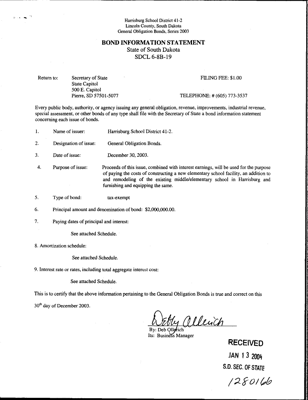 Harrisburg School District 41-2
Lincoln County, South Dakota
General Obligation Bonds, Series 2003
BOND INFORMATION STATEMENT
State of South Dakota
SDCL 6-8B-19
Return to: Secretary of State FILING FEE: $1.00
State Capitol
500 E. Capitol
Pierre, SD 57501-5077 TELEPHONE: # (605) 773-3537
Every public body, authority, or agency issuing any general obligation, revenue, improvements, industrial revenue,
special assessment, or other bonds of any type shall file with the Secretary of State a bond information statement
concerning each issue of bonds.
1. Name of issuer: Harrisburg School District 41-2.
2. Designation of issue: General Obligation Bonds.
3. Date of issue: December 30, 2003.
4. Purpose of issue: Proceeds of this issue, combined with interest earnings, will be used for the purpose
of paying the costs of constructing a new elementary school facility, an addition to
and remodeling of the existing middle/elementary school in Harrisburg and
furnishing and equipping the same.
5. Type of bond: tax-exempt
6. Principal amount and denomination of bond: $2,000,000.00.
7. Paying dates of principal and interest:
See attached Schedule.
8. Amortization schedule:
See attached Schedule.
9. Interest rate or rates, including total aggregate interest cost:
See attached Schedule.
This is to certify that the above information pertaining to the General Obligation Bonds is true and correct on this
30th day of December 2003.
Debby Ollerich
By: Deb Ollerich
Its: Business Manager
RECEIVED
JAN 13 2004
S.D. SEC. OF STATE
1280166